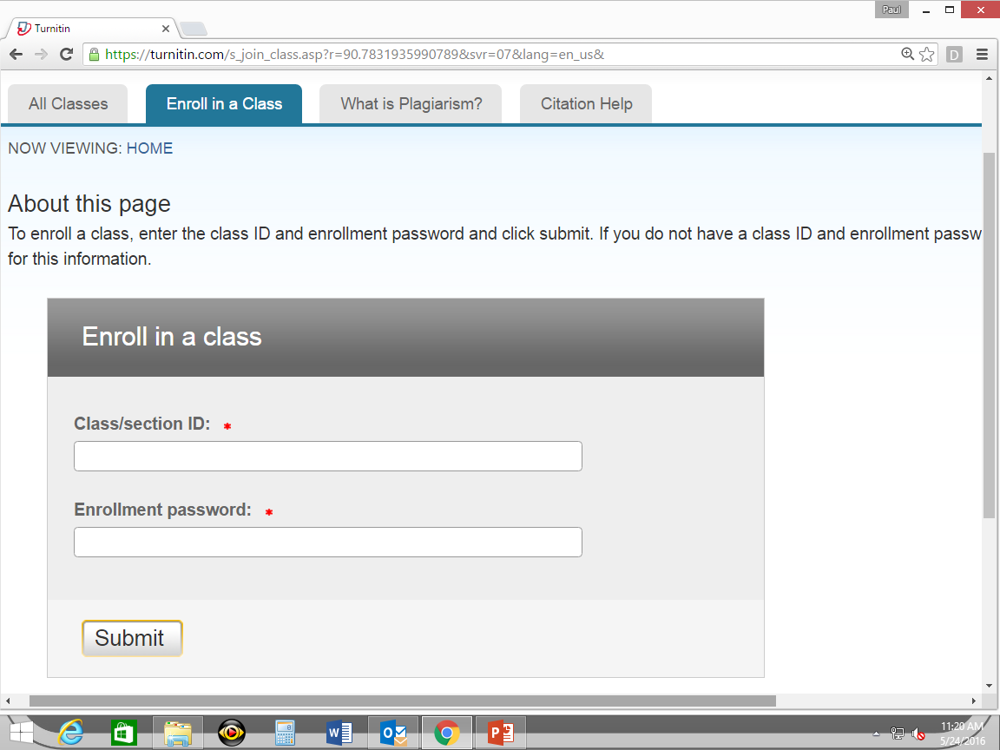 Paul
Turnitin
https://turnitin.com/s_join_class.asp?r=90.7831935990789&svr=07&lang=en_us&
D
All Classes
Enroll in a Class
What is Plagiarism?
Citation Help
NOW VIEWING: HOME
About this page
To enroll a class, enter the class ID and enrollment password and click submit. If you do not have a class ID and enrollment passw
for this information.
Enroll in a class
Class/section ID: *
Enrollment password: *
Submit
11:20 AM
5/24/2016